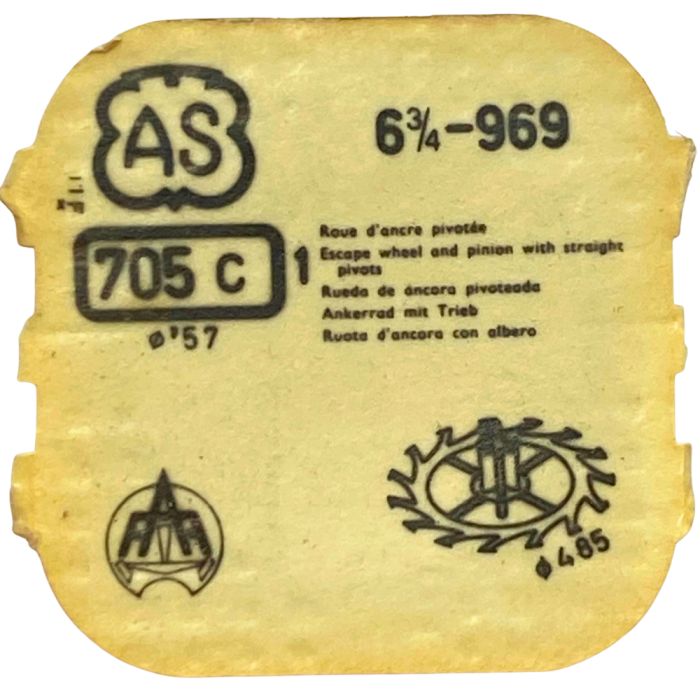 AS
6¾-969
705 C
1
ø'57
Roue d'ancre pivotée
Escape wheel and pinion with straight
pivots
Rueda de áncora pivoteada
Ankerrad mit Trieb
Ruota d'ancora con albero
ø 485